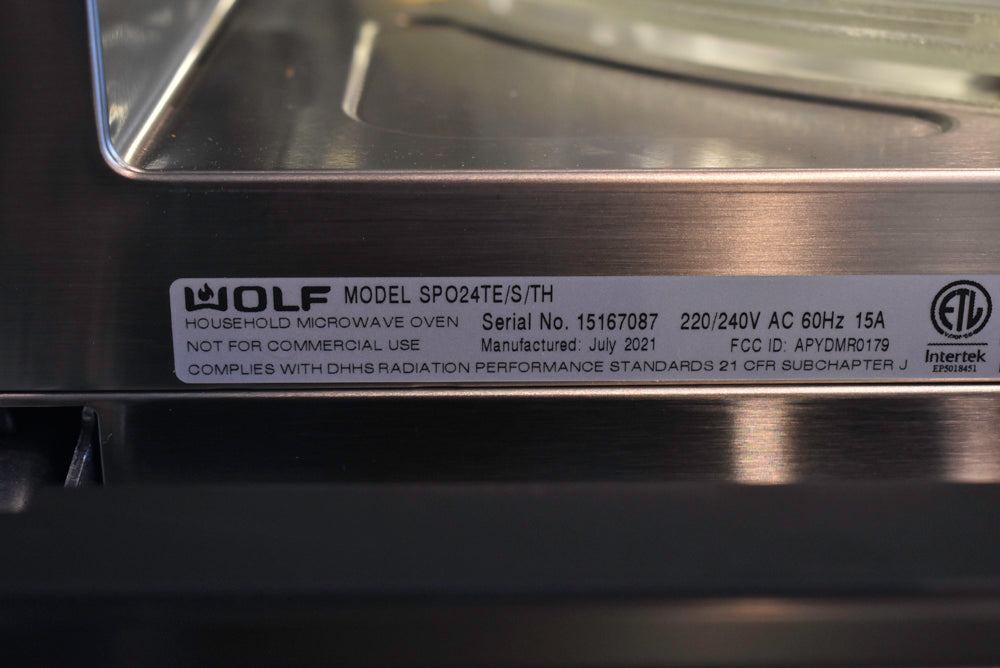 WOLF MODEL SPO24TE/S/TH
HOUSEHOLD MICROWAVE OVEN Serial No. 15167087 220/240V AC 60Hz 15A
NOT FOR COMMERCIAL USE Manufactured: July 2021 FCC ID: APYDMR0179
COMPLIES WITH DHHS RADIATION PERFORMANCE STANDARDS 21 CFR SUBCHAPTER J
ETL
Intertek
EP5018451